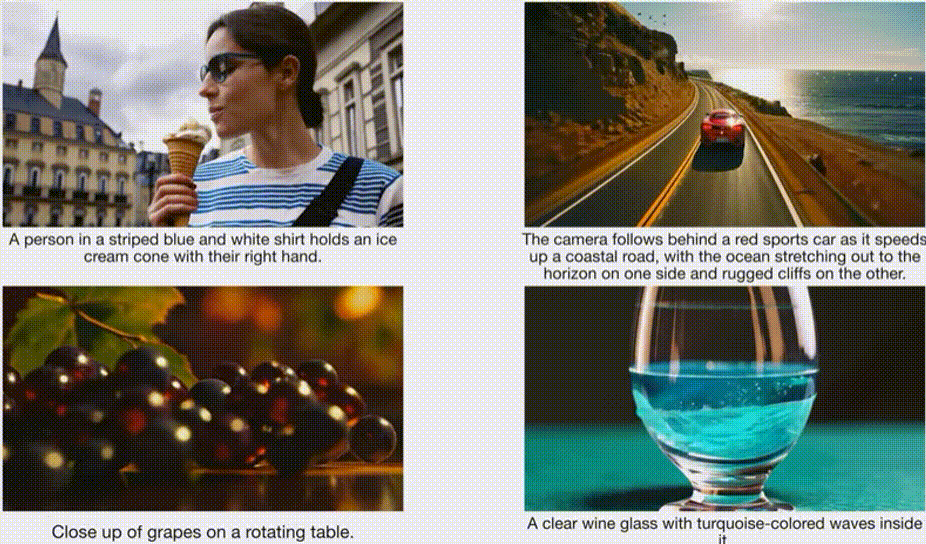 A person in a striped blue and white shirt holds an ice
cream cone with their right hand.
The camera follows behind a red sports car as it speeds
up a coastal road, with the ocean stretching out to the
horizon on one side and rugged cliffs on the other.
Close up of grapes on a rotating table.
A clear wine glass with turquoise-colored waves inside
it